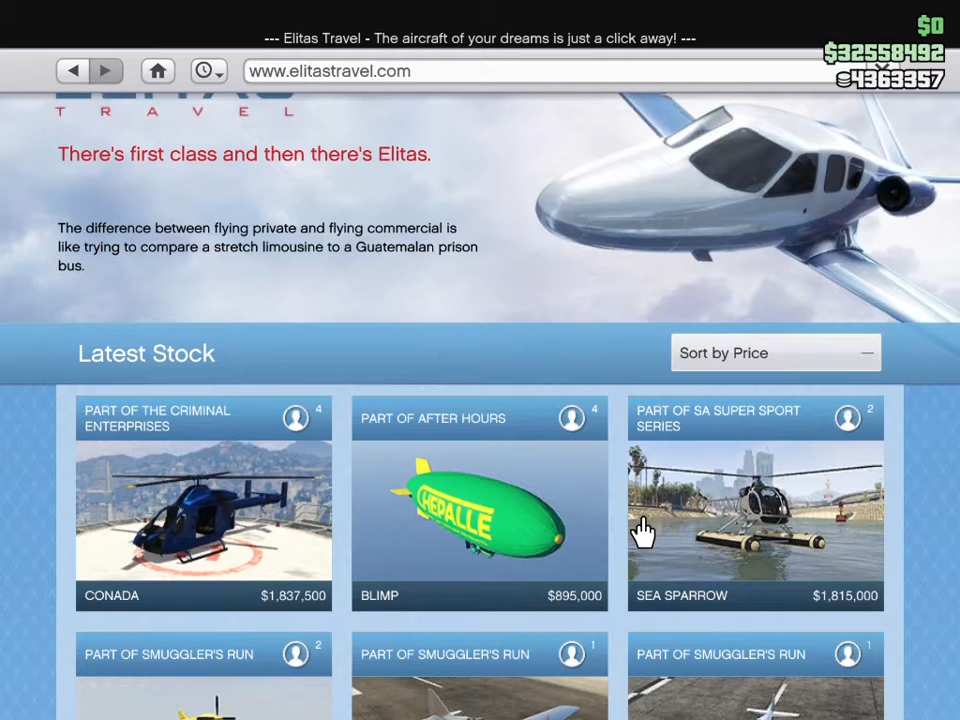 --- Elitas Travel - The aircraft of your dreams is just a click away! ---
$0
$32558492
4363357
www.elitastravel.com
T R A V E L
There's first class and then there's Elitas.
The difference between flying private and flying commercial is
like trying to compare a stretch limousine to a Guatemalan prison
bus.
Latest Stock
Sort by Price
PART OF THE CRIMINAL
ENTERPRISES
4
PART OF AFTER HOURS
4
PART OF SA SUPER SPORT
SERIES
2
HEPALLE
CONADA
$1,837,500
BLIMP
$895,000
SEA SPARROW
$1,815,000
PART OF SMUGGLER'S RUN
2
PART OF SMUGGLER'S RUN
1
PART OF SMUGGLER'S RUN
1